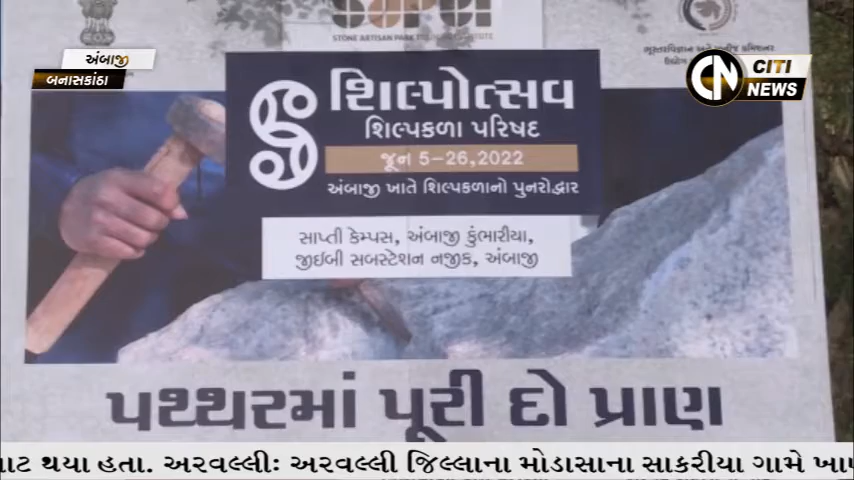 અંબાજી
બનાસકાંઠા
CN CITI NEWS
STONE ARTISAN PARK
શિલ્પોત્સવ
શિલ્પકળા પરિષદ
જૂન 5-26,2022
અંબાજી ખાતે શિલ્પકળાનો પુનરોદ્ધાર
સાપ્તી કેમ્પસ, અંબાજી કુંભારીયા,
જીઈબી સબસ્ટેશન નજીક, અંબાજી
પથ્થરમાં પૂરી દો પ્રાણ
થયા હતા. અરવલ્લી: અરવલ્લી જિલ્લાના મોડાસાના સાકરીયા ગામે